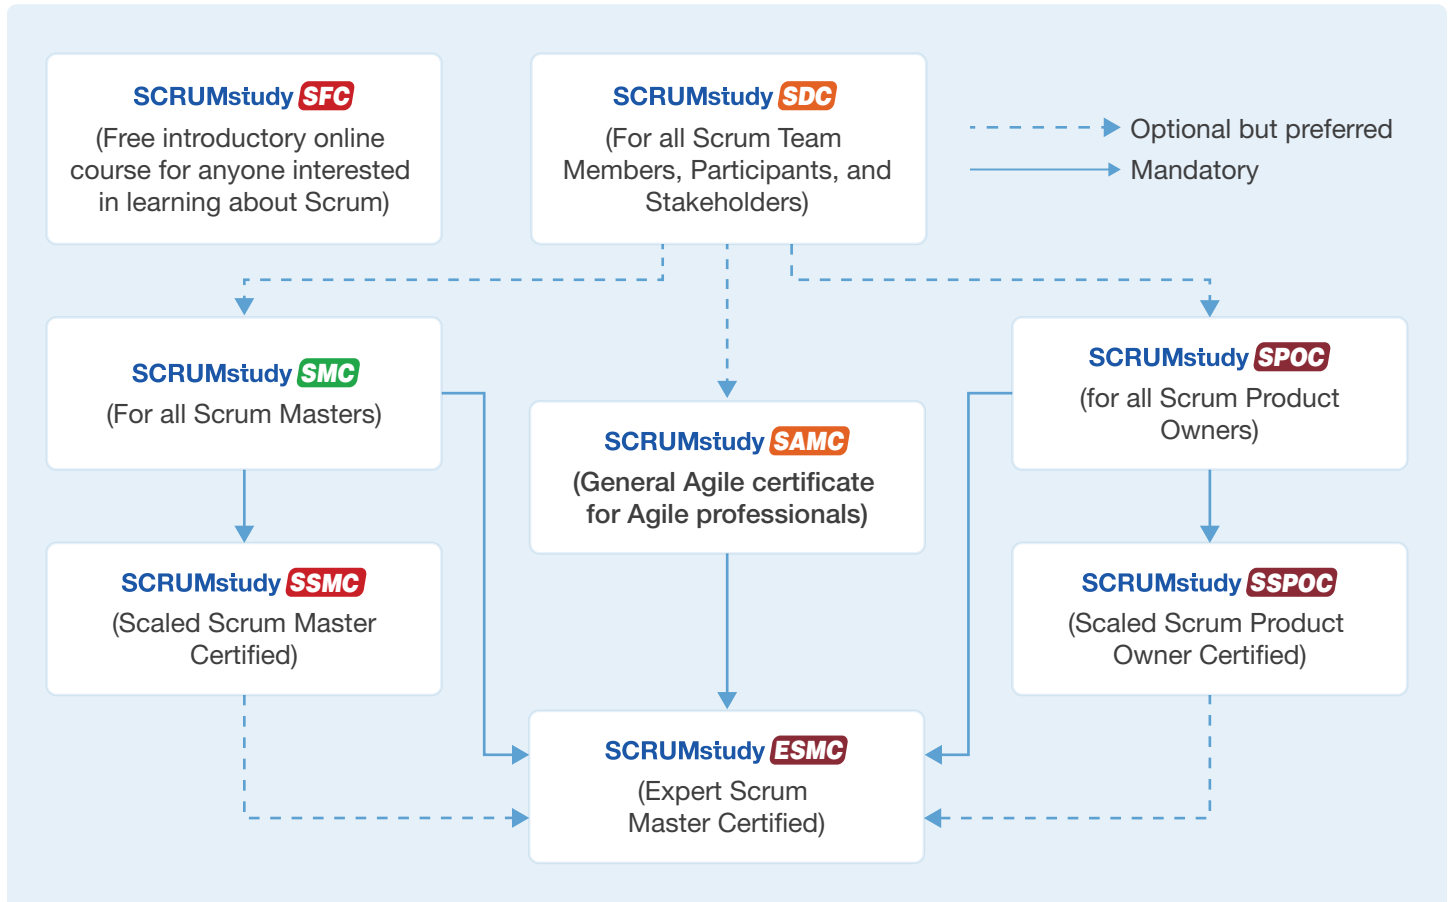 SCRUMstudy SFC
(Free introductory online
course for anyone interested
in learning about Scrum)
SCRUMstudy SDC
(For all Scrum Team
Members, Participants, and
Stakeholders)
Optional but preferred
Mandatory
SCRUMstudy SMC
(For all Scrum Masters)
SCRUMstudy SAMC
(General Agile certificate
for Agile professionals)
SCRUMstudy SPOC
(for all Scrum Product
Owners)
SCRUMstudy SSMC
(Scaled Scrum Master
Certified)
SCRUMstudy SSPOC
(Scaled Scrum Product
Owner Certified)
SCRUMstudy ESMC
(Expert Scrum
Master Certified)